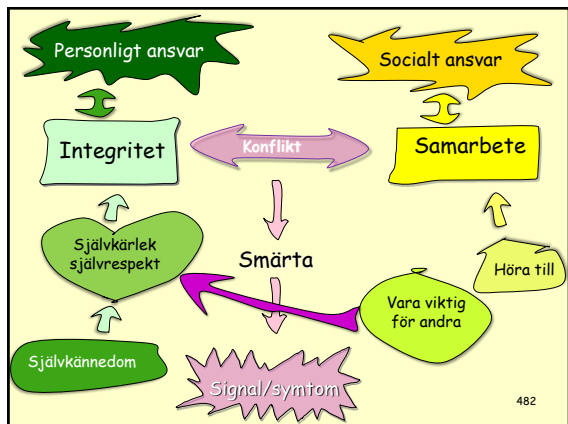 Personligt ansvar
Socialt ansvar
Integritet
Konflikt
Samarbete
Självkärlek
självrespekt
Smärta
Höra till
Vara viktig
för andra
Självkännedom
Signal/symtom
482